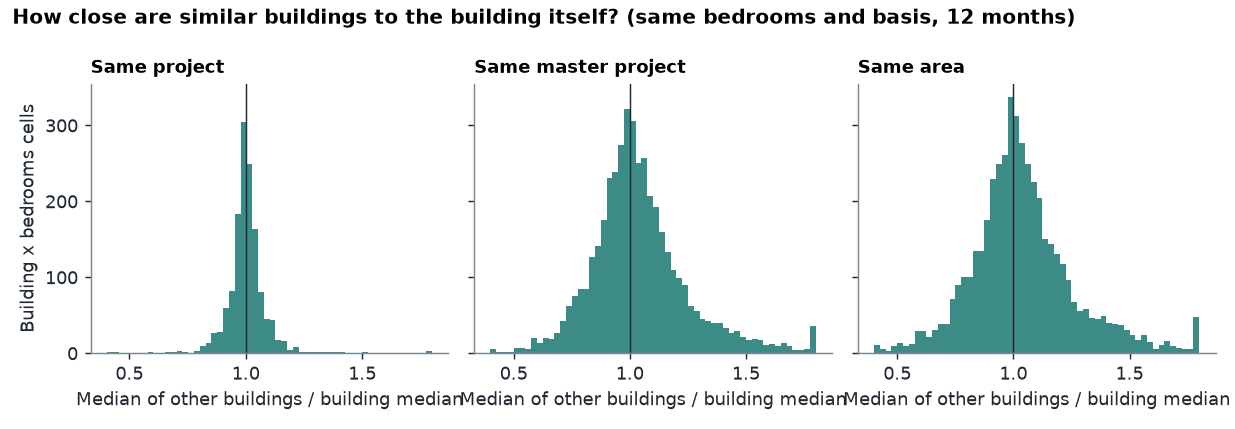 How close are similar buildings to the building itself? (same bedrooms and basis, 12 months)
Same project
Same master project
Same area
Building x bedrooms cells
300
200
100
0
0.5 1.0 1.5
0.5 1.0 1.5
0.5 1.0 1.5
Median of other buildings / building median
Median of other buildings / building median
Median of other buildings / building median